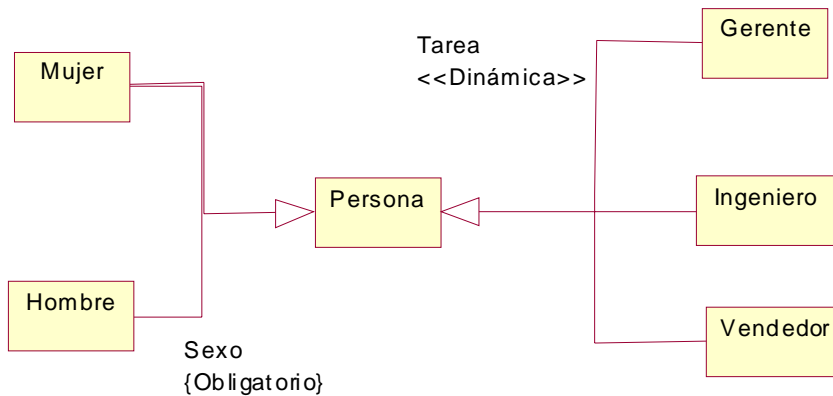 Gerente
Tarea
<<Dinámica>>
Mujer
Persona
Ingeniero
Hombre
Vendedor
Sexo
{Obligatorio}